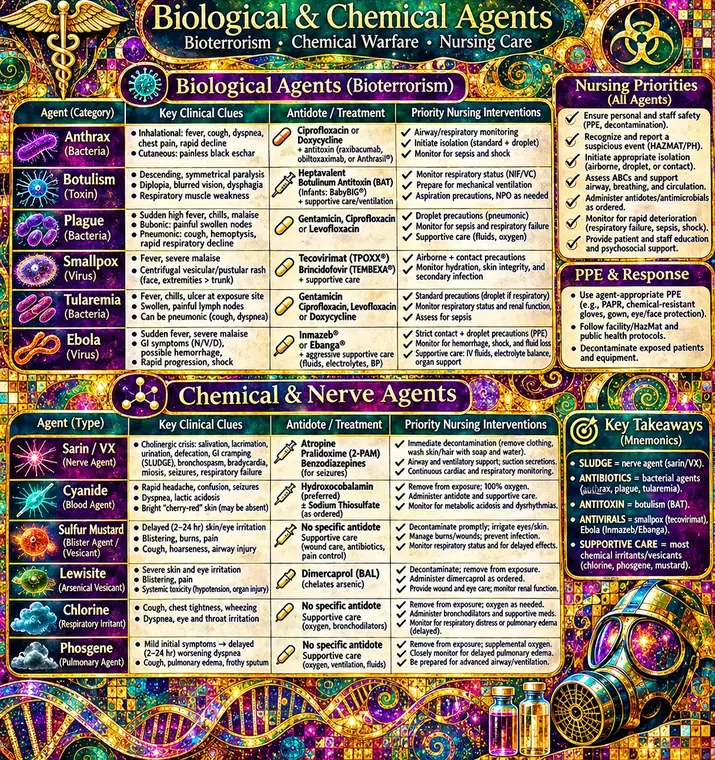 Biological & Chemical Agents
Bioterrorism • Chemical Warfare • Nursing Care
Biological Agents (Bioterrorism)
Agent (Category)
Key Clinical Clues
Antidote / Treatment
Priority Nursing Interventions
Anthrax
(Bacteria)
• Inhalational: fever, cough, dyspnea,
chest pain, rapid decline
• Cutaneous: painless black eschar
Ciprofloxacin or
Doxycycline
+ antitoxin (raxibacumab,
obiltoxaximab, or Anthrasil®)
✓ Airway/respiratory monitoring
✓ Initiate isolation (standard + droplet)
✓ Monitor for sepsis and shock
Botulism
(Toxin)
• Descending, symmetrical paralysis
• Diplopia, blurred vision, dysphagia
• Respiratory muscle weakness
Heptavalent
Botulinum Antitoxin (BAT)
(Infants: BabyBIG®)
+ supportive care/ventilation
✓ Monitor respiratory status (NIF/VC)
✓ Prepare for mechanical ventilation
✓ Aspiration precautions, NPO as needed
Plague
(Bacteria)
• Sudden high fever, chills, malaise
• Bubonic: painful swollen nodes
• Pneumonic: cough, hemoptysis,
rapid respiratory decline
Gentamicin, Ciprofloxacin
or Levofloxacin
✓ Droplet precautions (pneumonic)
✓ Monitor for sepsis and respiratory failure
✓ Supportive care (fluids, oxygen)
Smallpox
(Virus)
• Fever, severe malaise
• Centrifugal vesicular/pustular rash
(face, extremities > trunk)
Tecovirimat (TPOXX®)
Brincidofovir (TEMBEXA®)
+ supportive care
✓ Airborne + contact precautions
✓ Monitor hydration, skin integrity, and
secondary infection
Tularemia
(Bacteria)
• Fever, chills, ulcer at exposure site
• Swollen, painful lymph nodes
• Can be pneumonic (cough, dyspnea)
Gentamicin
Ciprofloxacin, Levofloxacin
or Doxycycline
✓ Standard precautions (droplet if respiratory)
✓ Monitor respiratory status and renal function,
✓ Assess for sepsis
Ebola
(Virus)
• Sudden fever, severe malaise
• GI symptoms (N/V/D),
possible hemorrhage,
• Rapid progression, shock
Inmazeb®
or Ebanga®
+ aggressive supportive care
(fluids, electrolytes, BP)
✓ Strict contact + droplet precautions (PPE)
✓ Monitor for hemorrhage, shock, and fluid loss
✓ Supportive care: IV fluids, electrolyte balance,
organ support
Nursing Priorities
(All Agents)
✓ Ensure personal and staff safety
(PPE, decontamination).
✓ Recognize and report a
suspicious event (HAZMAT/PH).
✓ Initiate appropriate isolation
(airborne, droplet, or contact).
✓ Assess ABCs and support
airway, breathing, and circulation.
✓ Administer antidotes/antimicrobials
as ordered.
✓ Monitor for rapid deterioration
(respiratory failure, sepsis, shock).
✓ Provide patient and staff education
and psychosocial support.
PPE & Response
• Use agent-appropriate PPE
(e.g., PAPR, chemical-resistant
gloves, gown, eye/face protection).
• Follow facility/HazMat and
public health protocols.
• Decontaminate exposed patients
and equipment.
Chemical & Nerve Agents
Agent (Type)
Key Clinical Clues
Antidote / Treatment
Priority Nursing Interventions
Sarin / VX
(Nerve Agent)
• Cholinergic crisis: salivation, lacrimation,
urination, defecation, GI cramping
(SLUDGE), bronchospasm, bradycardia,
miosis, seizures, respiratory failure
Atropine
Pralidoxime (2-PAM)
Benzodiazepines
(for seizures)
✓ Immediate decontamination (remove clothing,
wash skin/hair with soap and water).
✓ Airway and ventilatory support; suction secretions.
✓ Continuous cardiac and respiratory monitoring.
Cyanide
(Blood Agent)
• Rapid headache, confusion, seizures
• Dyspnea, lactic acidosis
• Bright "cherry-red" skin (may be absent)
Hydroxocobalamin
(preferred)
± Sodium Thiosulfate
(as ordered)
✓ Remove from exposure; 100% oxygen.
✓ Administer antidote and supportive care.
✓ Monitor for metabolic acidosis and dysrhythmias.
Sulfur Mustard
(Blister Agent /
Vesicant)
• Delayed (2–24 hr) skin/eye irritation
• Blistering, burns, pain
• Cough, hoarseness, airway injury
No specific antidote
Supportive care
(wound care, antibiotics,
pain control)
✓ Decontaminate promptly; irrigate eyes/skin.
✓ Manage burns/wounds; prevent infection.
✓ Monitor respiratory status and for delayed effects.
Lewisite
(Arsenical Vesicant)
• Severe skin and eye irritation
• Blistering, pain
• Systemic toxicity (hypotension, organ injury)
Dimercaprol (BAL)
(chelates arsenic)
✓ Decontaminate; remove from exposure.
✓ Administer dimercaprol as ordered.
✓ Provide wound and eye care; monitor renal function.
Chlorine
(Respiratory Irritant)
• Cough, chest tightness, wheezing
• Dyspnea, eye and throat irritation
No specific antidote
Supportive care
(oxygen, bronchodilators)
✓ Remove from exposure; oxygen as needed.
✓ Administer bronchodilators and supportive meds.
✓ Monitor for respiratory distress or pulmonary edema
(delayed).
Phosgene
(Pulmonary Agent)
• Mild initial symptoms → delayed
(2–24 hr) worsening dyspnea
• Cough, pulmonary edema, frothy sputum
No specific antidote
Supportive care
(oxygen, ventilation, fluids)
✓ Remove from exposure; supplemental oxygen.
✓ Closely monitor for delayed pulmonary edema.
✓ Be prepared for advanced airway/ventilation.
Key Takeaways
(Mnemonics)
• SLUDGE = nerve agent (sarin/VX).
• ANTIBIOTICS = bacterial agents
(anthrax, plague, tularemia).
• ANTITOXIN = botulism (BAT).
• ANTIVIRALS = smallpox (tecovirimat),
Ebola (Inmazeb/Ebanga).
• SUPPORTIVE CARE = most
chemical irritants/vesicants
(chlorine, phosgene, mustard).